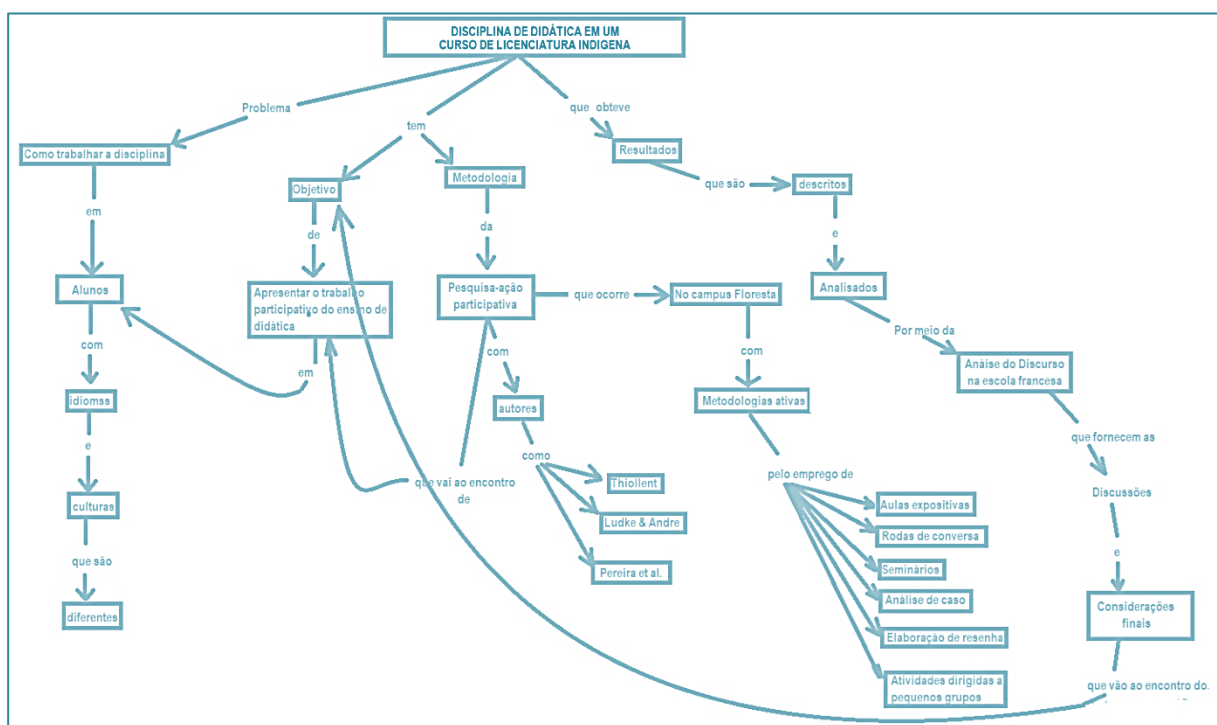 DISCIPLINA DE DIDÁTICA EM UM
CURSO DE LICENCIATURA INDIGENA
Problema
que obteve
tem
Como trabalhar a disciplina
Resultados
Metodologia
que são
descritos
Objetivo
em
de
da
e
Alunos
Apresentar o trabalho
participativo do ensino de
didática
Pesquisa-ação
participativa
que ocorre
No campus Floresta
Analisados
Por meio da
com
em
com
com
Anàise do Discurso
na escola francesa
idiomss
autores
Metodologias ativas
e
como
que fornecem as
culturas
que vai ao encontro
de
Thiollent
pelo emprego de
Discussões
Ludke & Andre
Aulas expositivas
Rodas de conversa
e
que são
Pereira et al.
Seminários
Análise de caso
diferentes
Considerações
finais
Elaboração de resenha
Atividades dirigidas a
pequenos grupos
que vão ao encontro do.